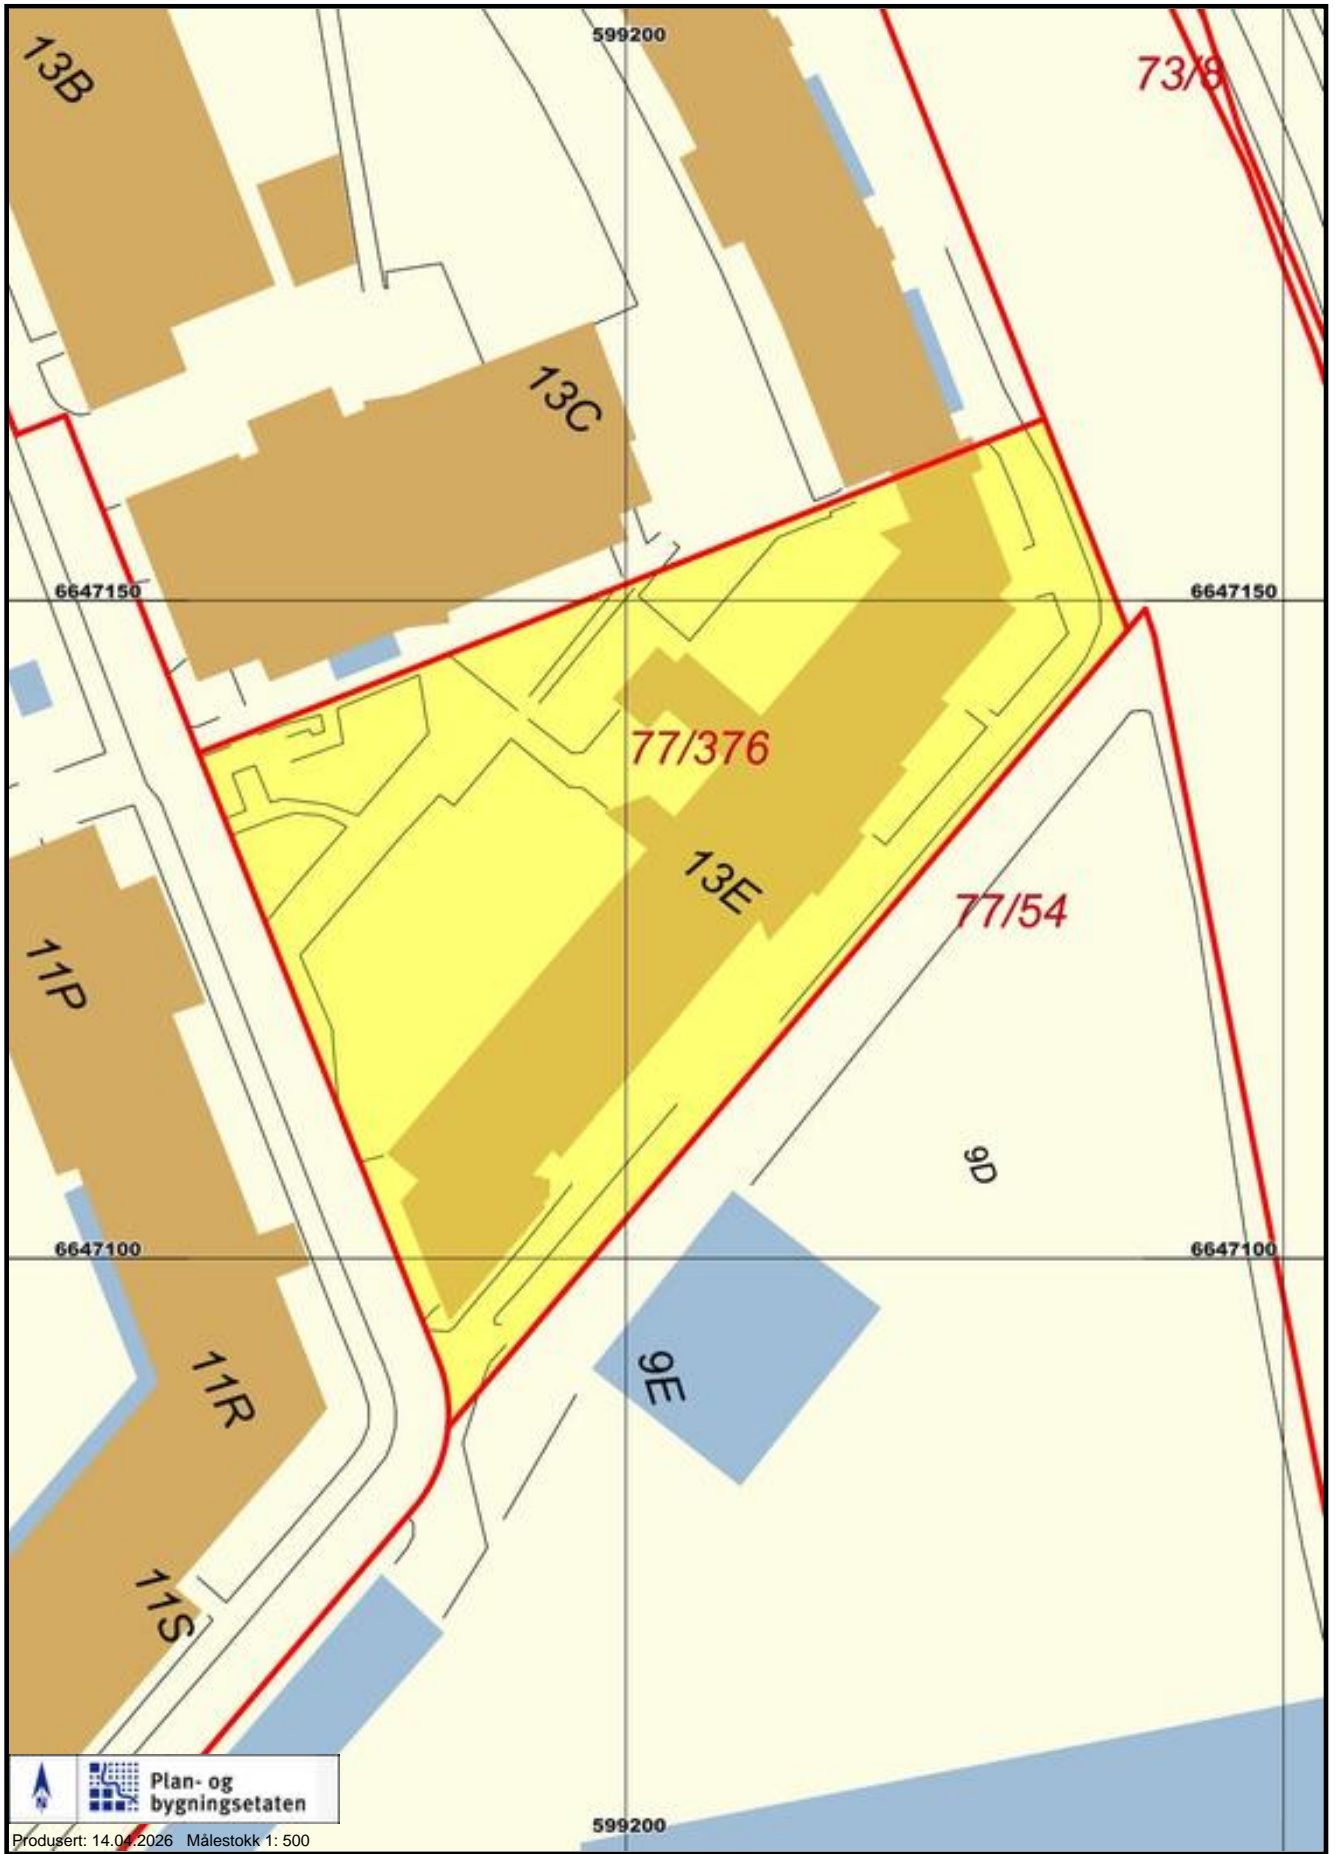 599200
13B
73/8
13C
6647150
6647150
77/376
13E
77/54
11P
9D
6647100
6647100
9E
11R
11S
Plan- og
bygningsetaten
N
599200
Produsert: 14.04.2026 Målestokk 1: 500